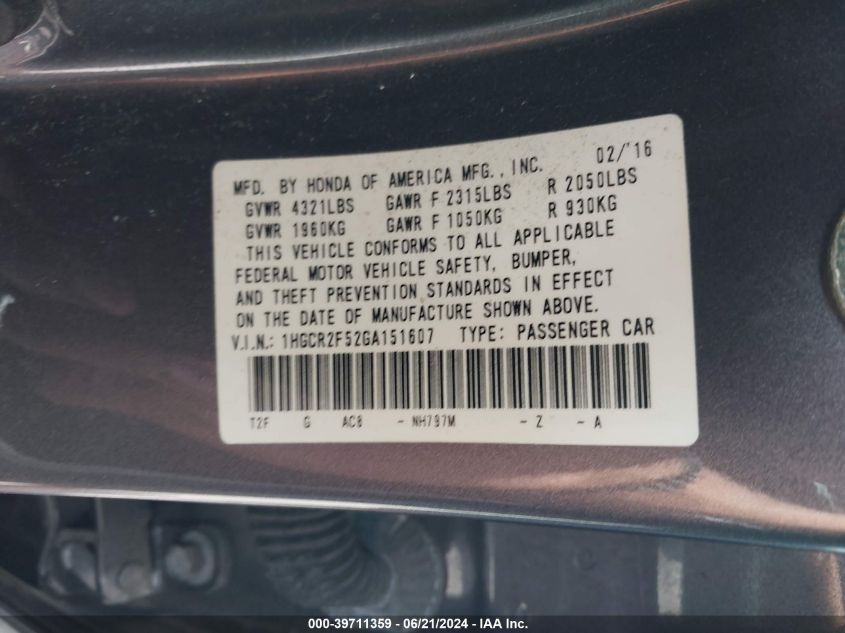 MFD. BY HONDA OF AMERICA MFG., INC. 02/'16
GVWR 4321LBS GAWR F 2315LBS R 2050LBS
GVWR 1960KG GAWR F 1050KG R 930KG
THIS VEHICLE CONFORMS TO ALL APPLICABLE
FEDERAL MOTOR VEHICLE SAFETY, BUMPER,
AND THEFT PREVENTION STANDARDS IN EFFECT
ON THE DATE OF MANUFACTURE SHOWN ABOVE.
V.I.N.: 1HGCR2F52GA151607 TYPE: PASSENGER CAR
T2F G AC8 - NH797M - Z - A
000-39711359 - 06/21/2024 - IAA Inc.